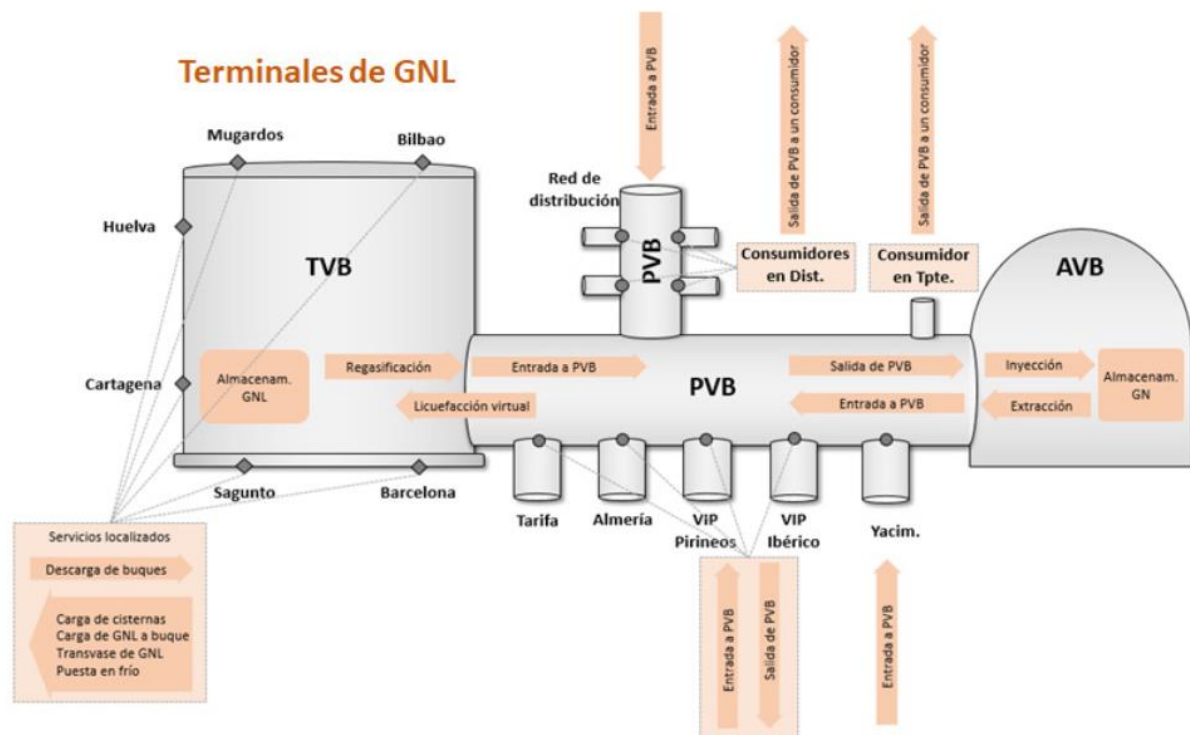 Terminales de GNL
Mugardos
Bilbao
Huelva
Cartagena
Sagunto
Barcelona
TVB
Almacenam.
GNL
Regasificación
Licuefacción virtual
Entrada a PVB
Entrada a PVB
Red de
distribución
PVB
Salida de PVB a un consumidor
Consumidores
en Dist.
Salida de PVB a un consumidor
Consumidor
en Tpte.
PVB
Salida de PVB
Entrada a PVB
AVB
Inyección
Extracción
Almacenam.
GN
Tarifa
Almería
VIP
Pirineos
VIP
Ibérico
Yacim.
Entrada a PVB
Salida de PVB
Entrada a PVB
Servicios localizados
Descarga de buques
Carga de cisternas
Carga de GNL a buque
Transvase de GNL
Puesta en frío